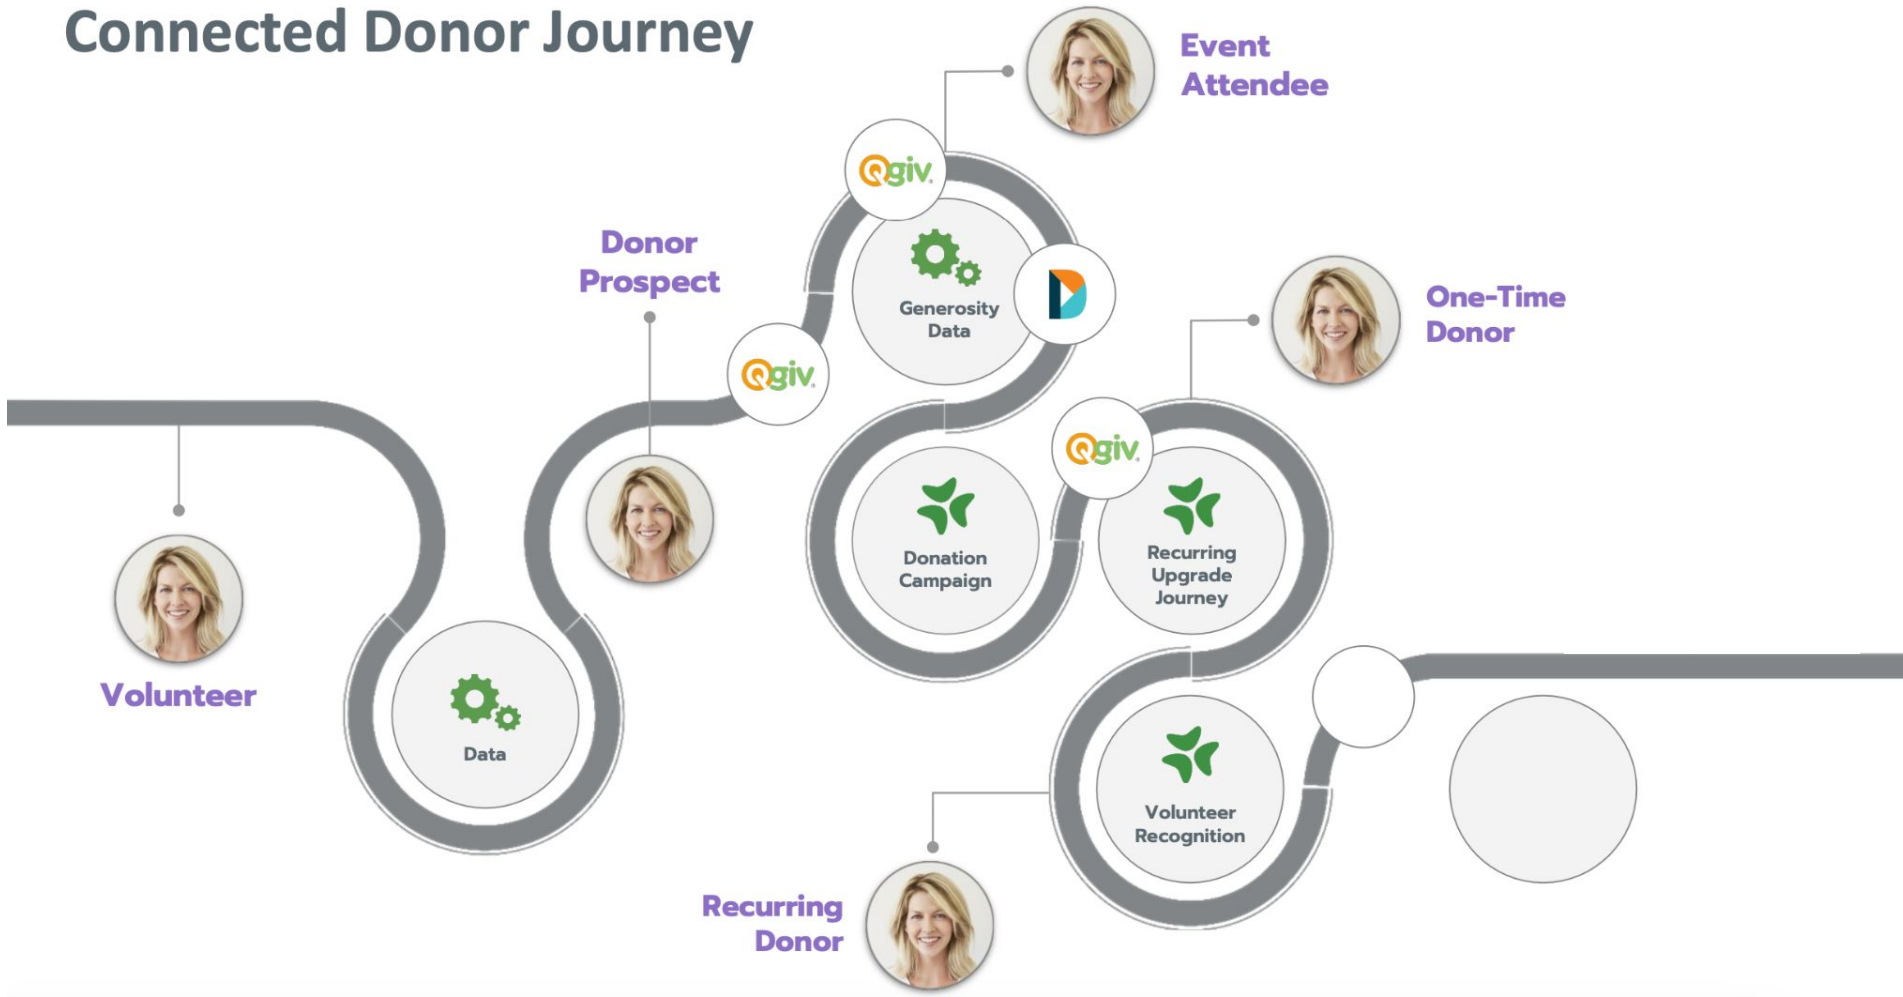 Connected Donor Journey
Event
Attendee
Qgiv
Donor
Prospect
Generosity
Data
One-Time
Donor
Qgiv
Qgiv
Donation
Campaign
Recurring
Upgrade
Journey
Volunteer
Data
Volunteer
Recognition
Recurring
Donor